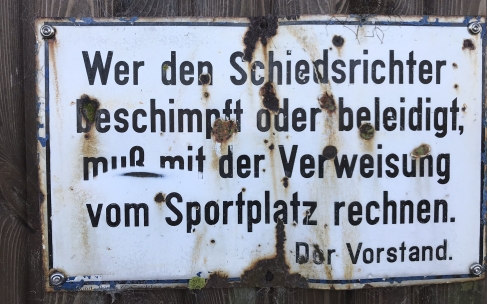 Wer den Schiedsrichter
beschimpft oder beleidigt,
muß mit der Verweisung
vom Sportplatz rechnen.
Der Vorstand.